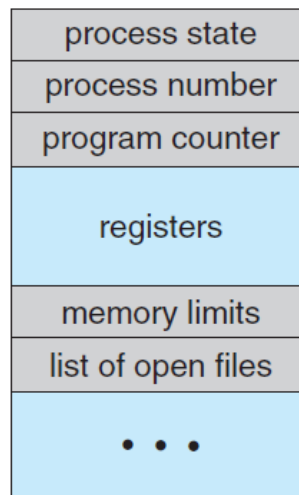 process state
process number
program counter
registers
memory limits
list of open files
• • •